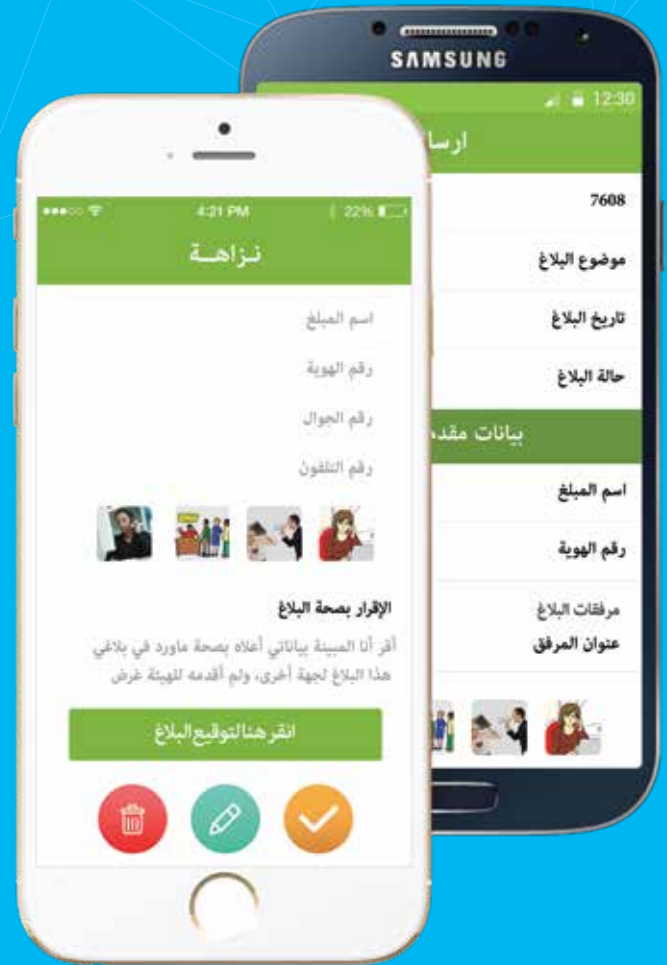 SAMSUNG
12:30
ارسا
7608
موضوع البلاغ
تاريخ البلاغ
حالة البلاغ
بيانات مقدم
اسم المبلغ
رقم الهوية
مرفقات البلاغ
عنوان المرفق
4:21 PM
22%
نـزاهــة
اسم المبلغ
رقم الهوية
رقم الجوال
رقم التلفون
الإقرار بصحة البلاغ
أقر أنا المبينة بياناتي أعلاه بصحة ماورد في بلاغي
هذا البلاغ لجهة أخرى، ولم أقدمه للهيئة غرض
انقر هنالتوقيع البلاغ